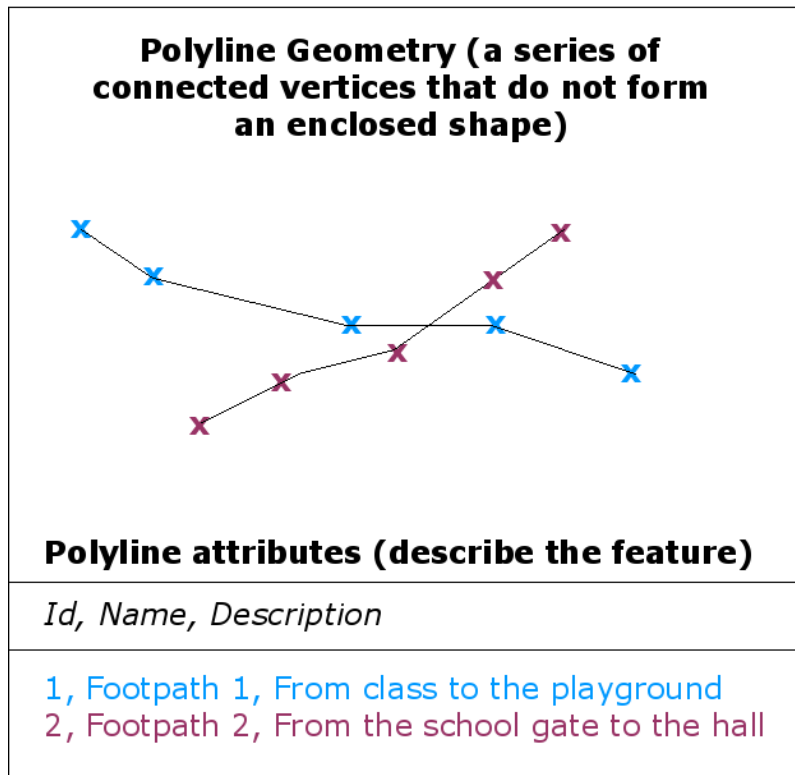 Polyline Geometry (a series of
connected vertices that do not form
an enclosed shape)
x x x x x
x x x x x
Polyline attributes (describe the feature)
Id, Name, Description
1, Footpath 1, From class to the playground
2, Footpath 2, From the school gate to the hall